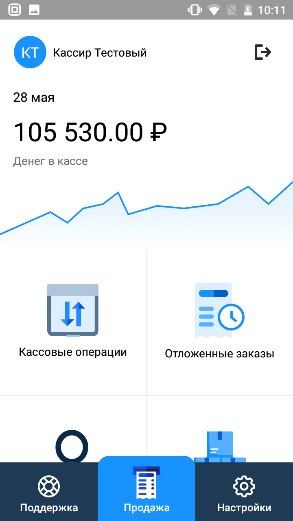 10:11
КТ
Кассир Тестовый
28 мая
105 530.00 ₽
Денег в кассе
Кассовые операции
Отложенные заказы
Поддержка
Продажа
Настройки